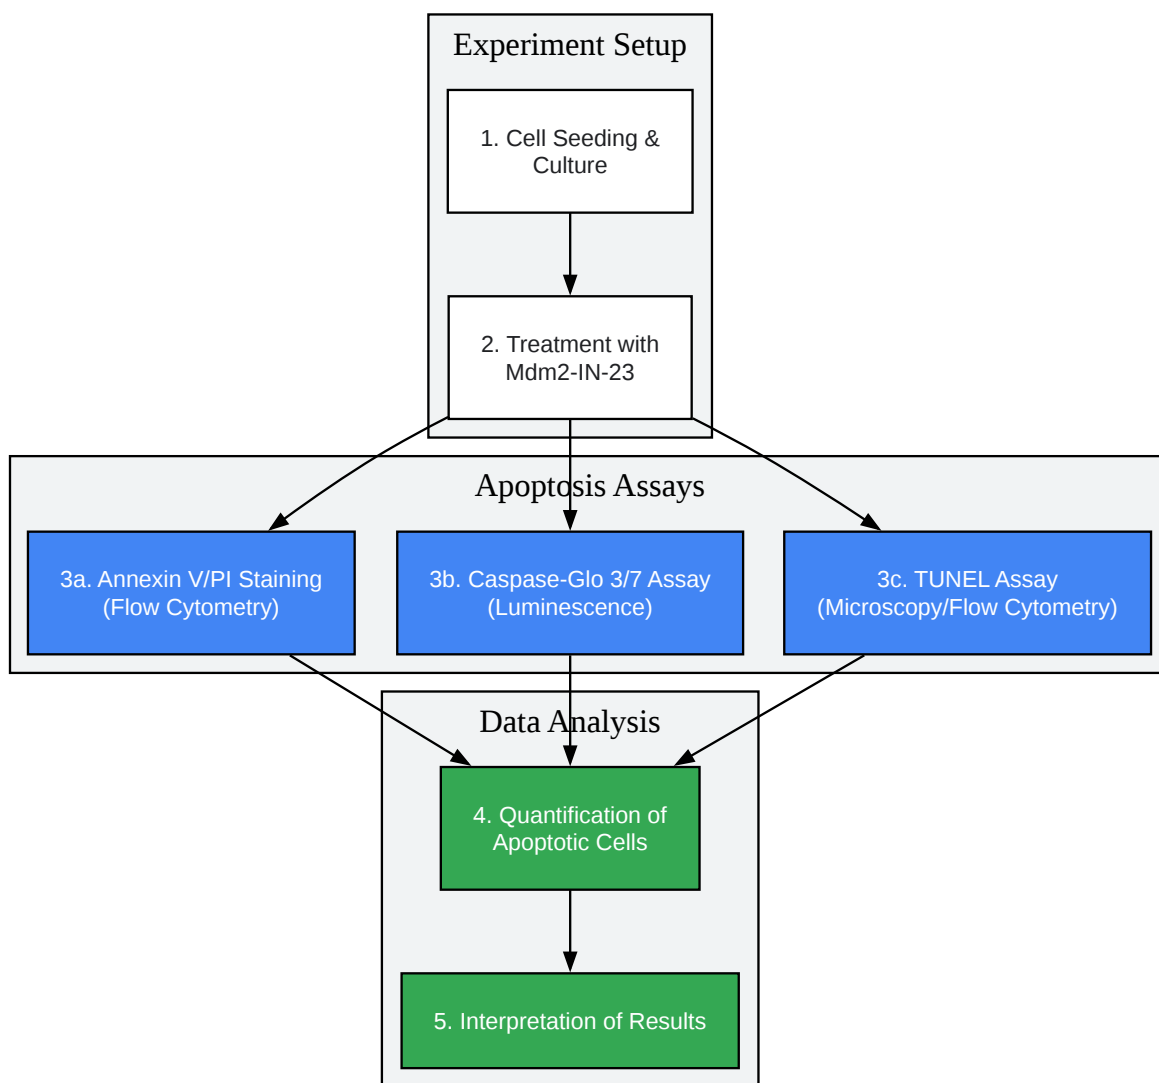 Experiment Setup
1. Cell Seeding &
Culture
2. Treatment with
Mdm2-IN-23
Apoptosis Assays
3a. Annexin V/PI Staining
(Flow Cytometry)
3b. Caspase-Glo 3/7 Assay
(Luminescence)
3c. TUNEL Assay
(Microscopy/Flow Cytometry)
Data Analysis
4. Quantification of
Apoptotic Cells
5. Interpretation of Results